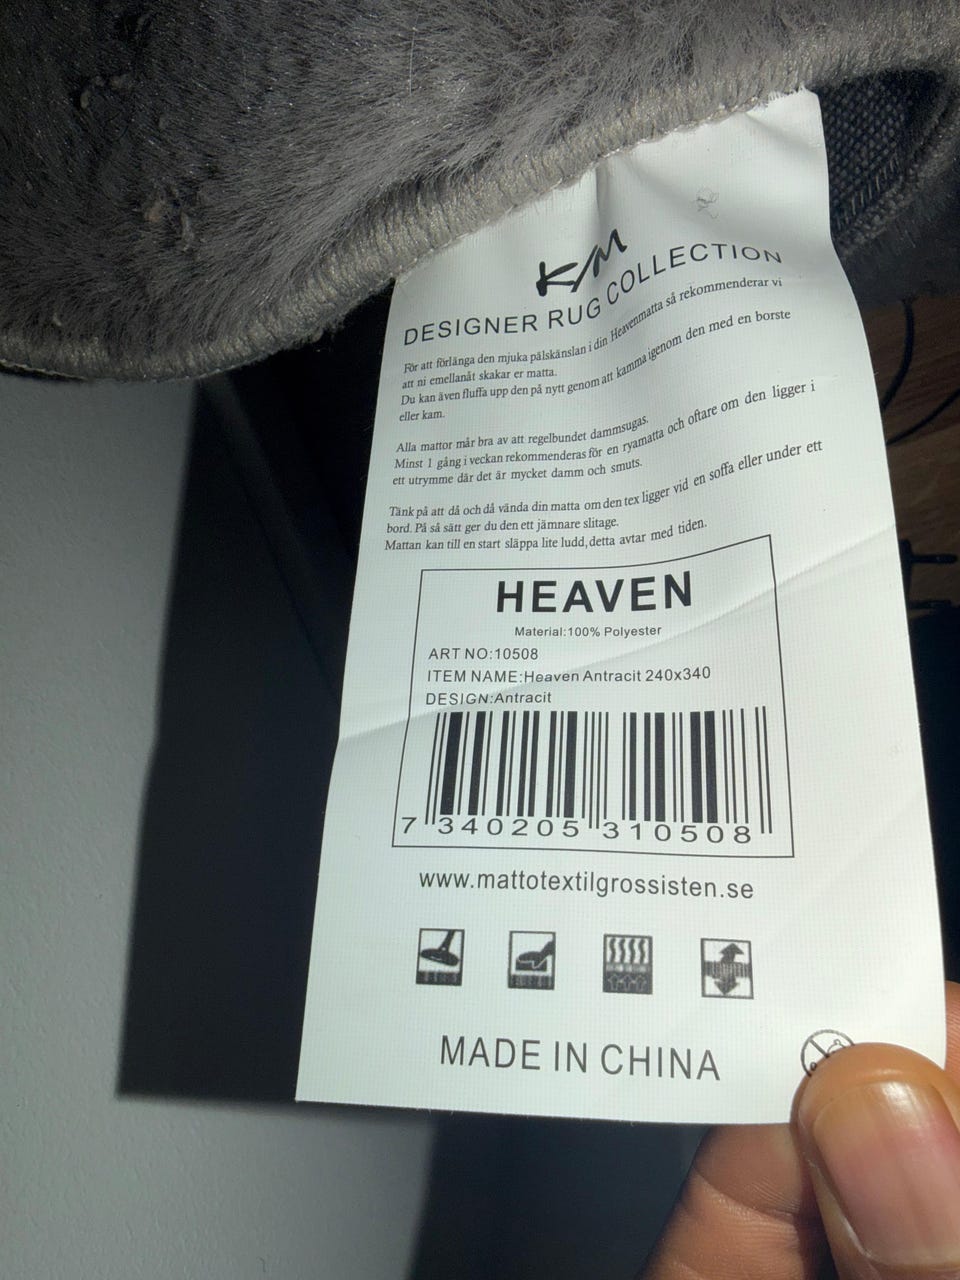 KM
DESIGNER RUG COLLECTION
För att förlänga den mjuka pälskänslan i din Heavenmatta så rekommenderar vi
att ni emellanåt skakar er matta.
Du kan även fluffa upp den på nytt genom att kamma igenom den med en borste
eller kam.
Alla mattor mår bra av att regelbundet dammsugas.
Minst 1 gång i veckan rekommenderas för en ryamatta och oftare om den ligger i
ett utrymme där det är mycket damm och smuts.
Tänk på att då och då vända din matta om den tex ligger vid en soffa eller under ett
bord. På så sätt ger du den ett jämnare slitage.
Mattan kan till en start släppa lite ludd, detta avtar med tiden.
HEAVEN
Material:100% Polyester
ART NO:10508
ITEM NAME:Heaven Antracit 240x340
DESIGN:Antracit
7 340205 310508
www.mattotextilgrossisten.se
MADE IN CHINA